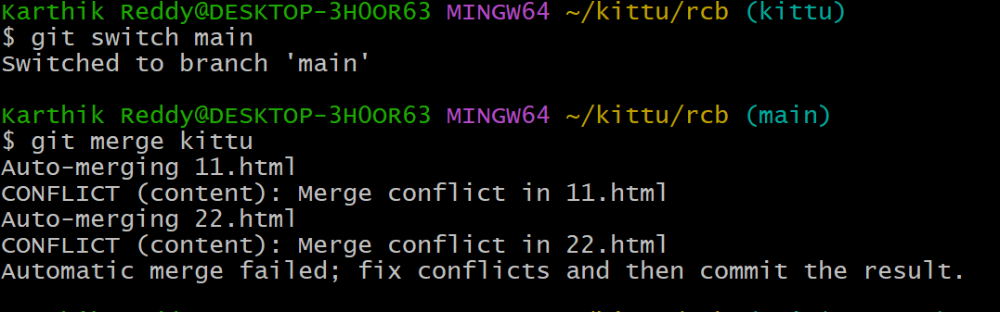 Karthik Reddy@DESKTOP-3HOOR63 MINGW64 ~/kittu/rcb (kittu)
$ git switch main
Switched to branch 'main'
Karthik Reddy@DESKTOP-3HOOR63 MINGW64 ~/kittu/rcb (main)
$ git merge kittu
Auto-merging 11.html
CONFLICT (content): Merge conflict in 11.html
Auto-merging 22.html
CONFLICT (content): Merge conflict in 22.html
Automatic merge failed; fix conflicts and then commit the result.